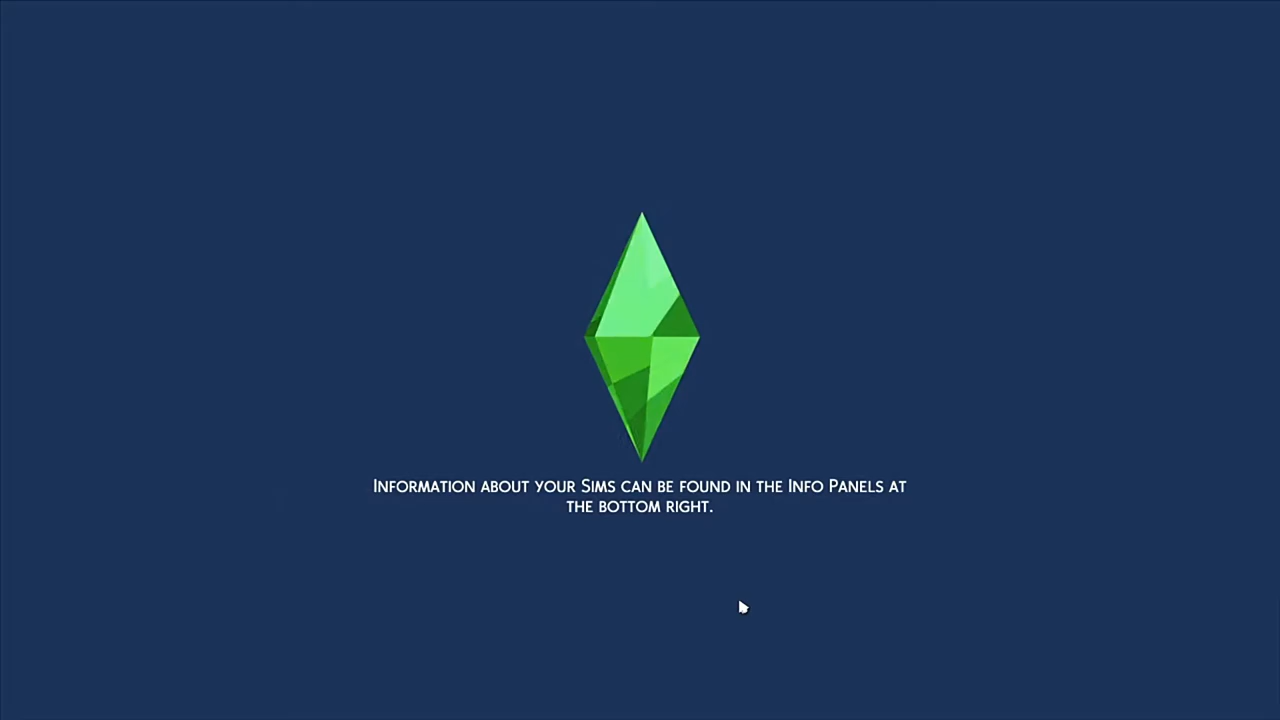 Information about your Sims can be found in the Info Panels at
the bottom right.